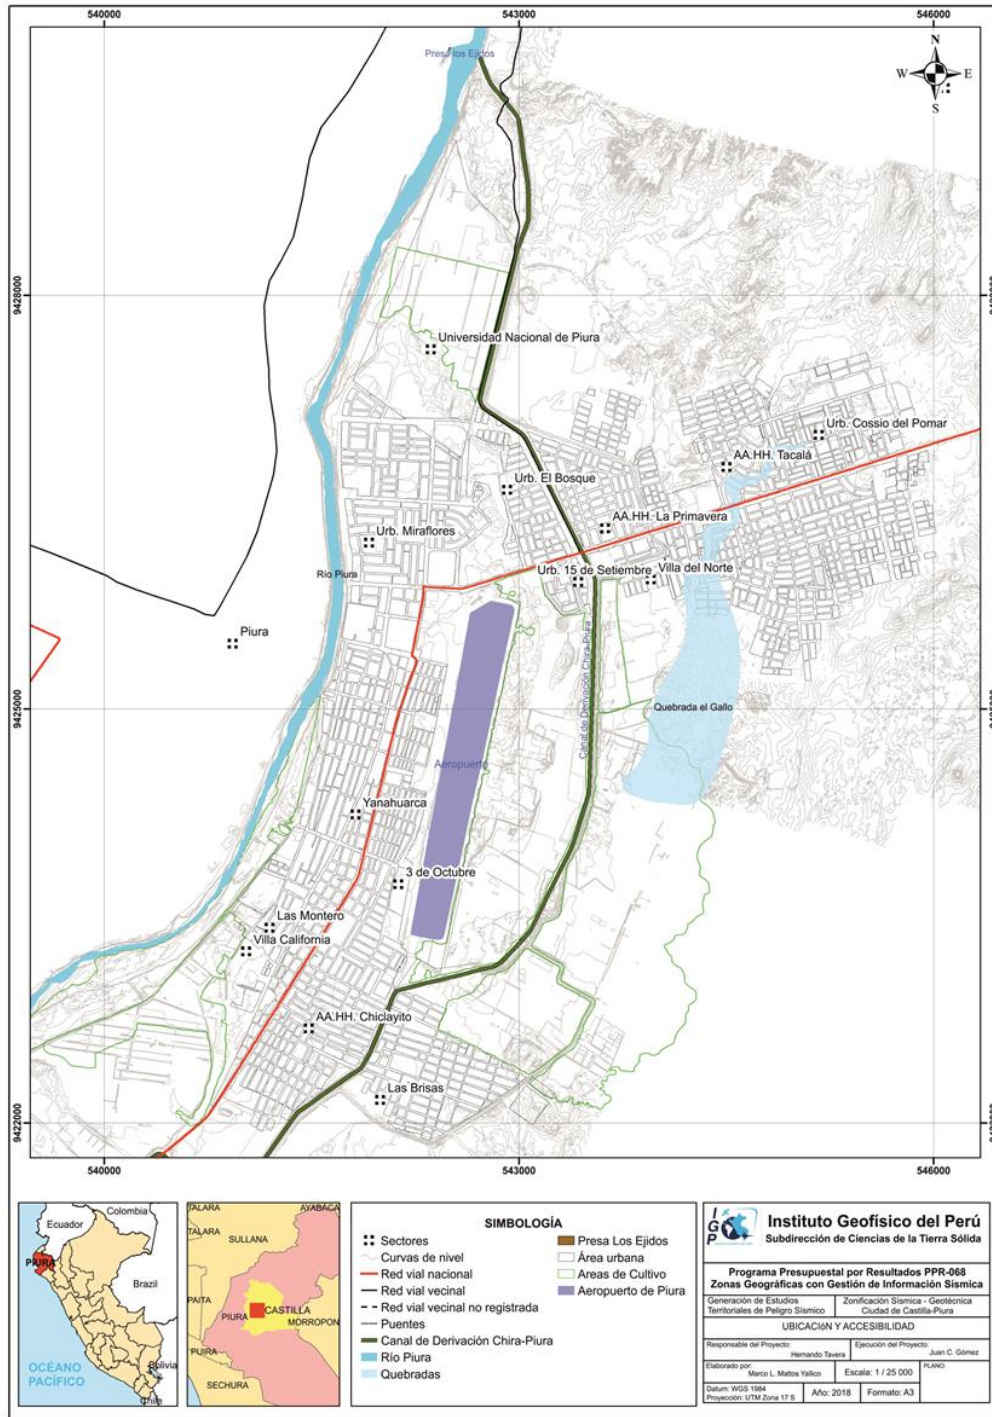 540000
543000
546000
Presa los Ejidos
N
W
E
S
9428000
Universidad Nacional de Piura
Urb. Cossio del Pomar
AA.HH. Tacalá
Urb. El Bosque
AA.HH. La Primavera
Urb. Miraflores
Río Piura
Urb. 15 de Setiembre
Villa del Norte
Piura
Canal de Derivación Chira-Piura
9425000
Quebrada el Gallo
Aeropuerto
Yanahuarca
3 de Octubre
Las Montero
Villa California
AA.HH. Chiclayito
Las Brisas
9422000
540000
543000
546000
Ecuador
Colombia
PIURA
Brazil
OCÉANO
PACÍFICO
Bolivia
Chile
TALARA
AYABACA
TALARA
SULLANA
PAITA
PIURA
CASTILLA
MORROPON
PUIRA
SECHURA
SIMBOLOGÍA
Sectores
Curvas de nivel
Red vial nacional
Red vial vecinal
Red vial vecinal no registrada
Puentes
Canal de Derivación Chira-Piura
Río Piura
Quebradas
Presa Los Ejidos
Área urbana
Areas de Cultivo
Aeropuerto de Piura
IGP
Instituto Geofísico del Perú
Subdirección de Ciencias de la Tierra Sólida
Programa Presupuestal por Resultados PPR-068
Zonas Geográficas con Gestión de Información Sísmica
Generación de Estudios
Territoriales de Peligro Sísmico
Zonificación Sísmica - Geotécnica
Ciudad de Castilla-Piura
UBICACIóN Y ACCESIBILIDAD
Responsable del Proyecto:
Hernando Tavera
Ejecución del Proyecto:
Juan C. Gómez
Elaborado por:
Marco L. Mattos Yallico
Escala: 1 / 25 000
PLANO:
Datum: WGS 1984
Proyección: UTM Zona 17 S
Año: 2018
Formato: A3